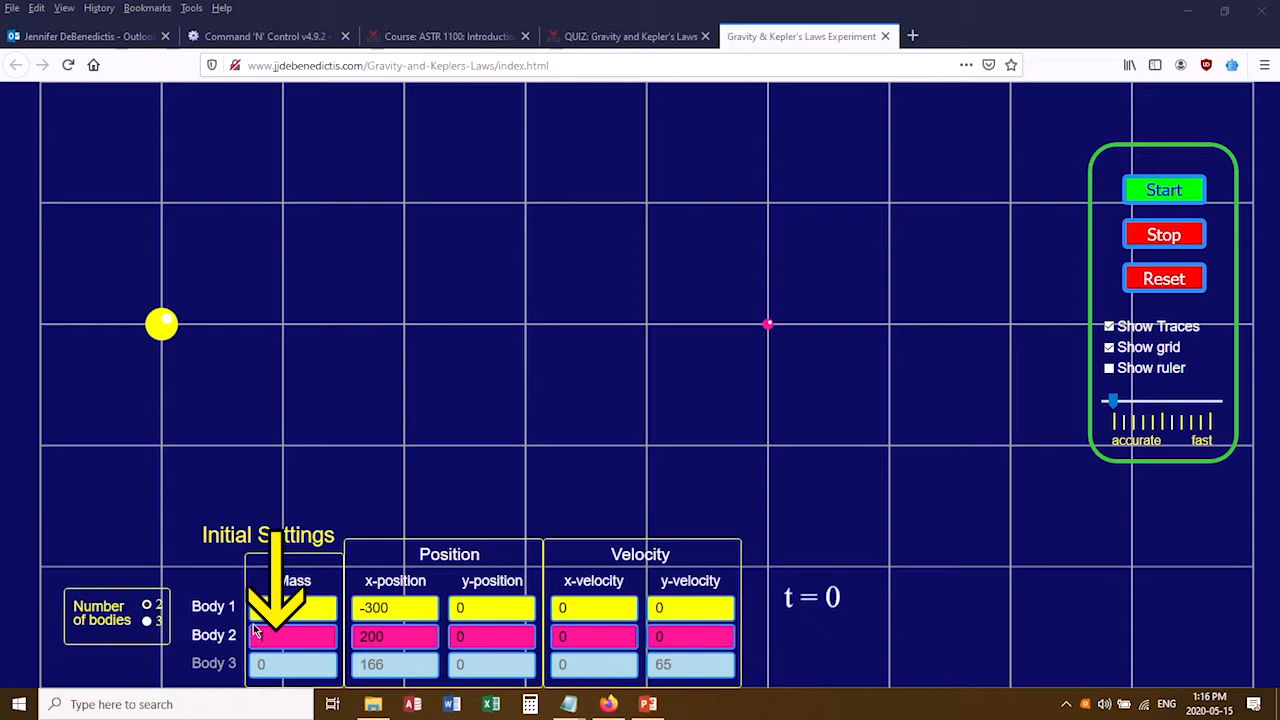 File Edit View History Bookmarks Tools Help
Jennifer DeBenedictis - Outlook
Command 'N' Control v4.9.2 -
Course: ASTR 1100: Introduction
QUIZ: Gravity and Kepler's Laws
Gravity & Kepler's Laws Experiment
www.jjdebenedictis.com/Gravity-and-Keplers-Laws/index.html
Start
Stop
Reset
Show Traces
Show grid
Show ruler
accurate fast
Initial Settings
Position Velocity
Mass x-position y-position x-velocity y-velocity
Number of bodies 2 3
Body 1 -300 0 0 0
Body 2 200 0 0 0
Body 3 0 166 0 0 65
t = 0
Type here to search
1:16 PM
2020-05-15